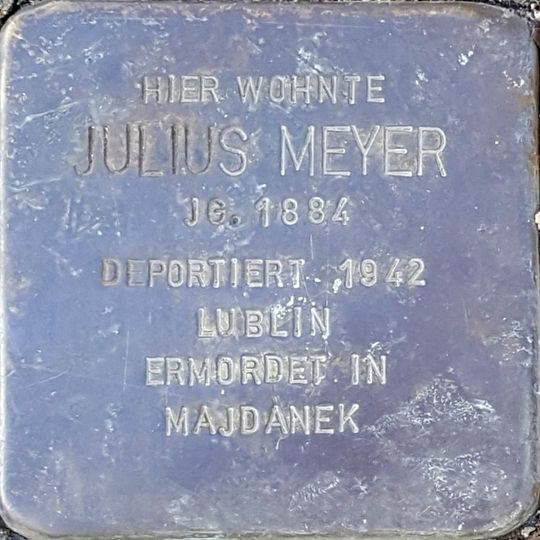 HIER WOHNTE
JULIUS MEYER
JG. 1884
DEPORTIERT 1942
LUBLIN
ERMORDET IN
MAJDANEK